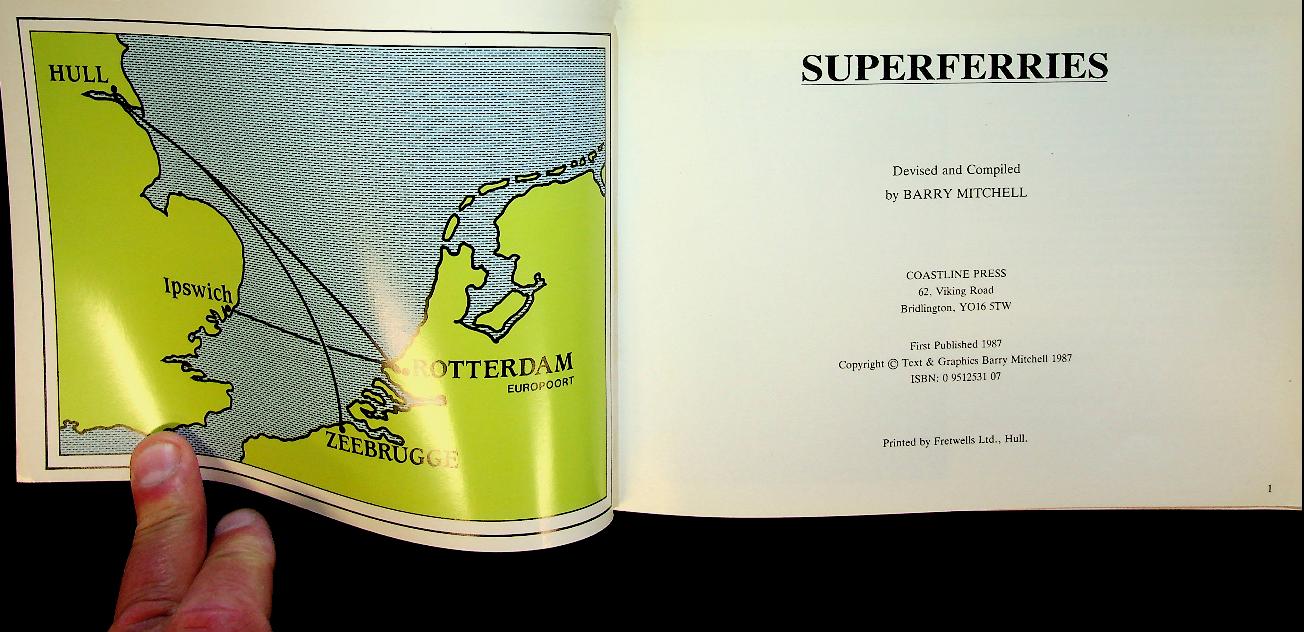 HULL
Ipswich
ROTTERDAM
EUROPOORT
ZEEBRUGGE
SUPERFERRIES
Devised and Compiled
by BARRY MITCHELL
COASTLINE PRESS
62, Viking Road
Bridlington, YO16 5TW
First Published 1987
Copyright © Text & Graphics Barry Mitchell 1987
ISBN: 0 9512531 07
Printed by Fretwells Ltd., Hull.
1